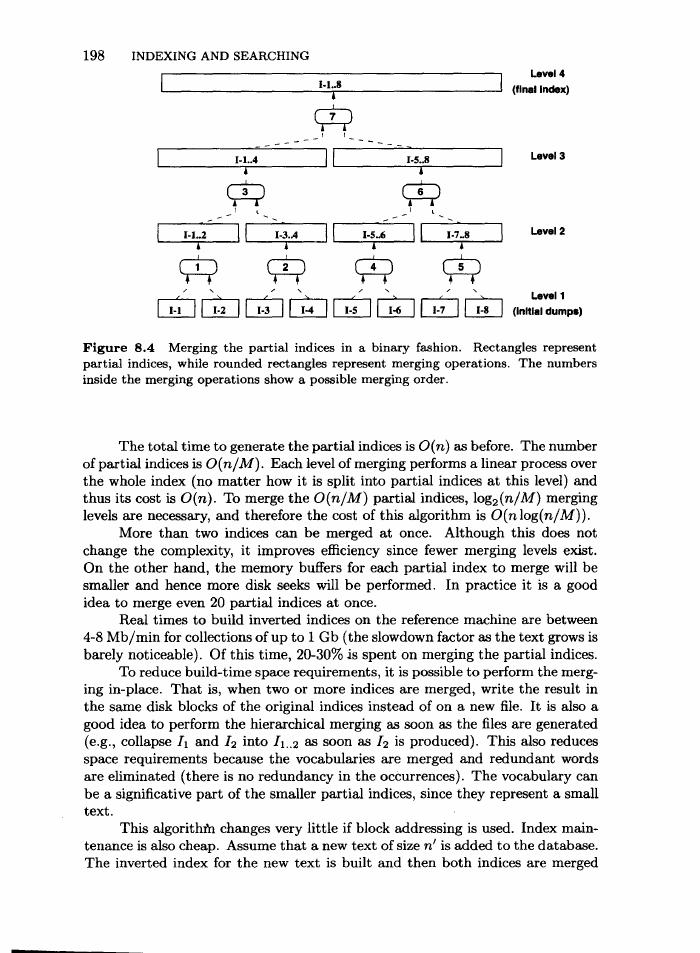 198 INDEXING AND SEARCHING
I-1..8
Level 4
(final index)
7
I-1..4 I-5..8 Level 3
3 6
I-1..2 I-3..4 I-5..6 I-7..8 Level 2
1 2 4 5
I-1 I-2 I-3 I-4 I-5 I-6 I-7 I-8
Level 1
(initial dumps)
Figure 8.4 Merging the partial indices in a binary fashion. Rectangles represent
partial indices, while rounded rectangles represent merging operations. The numbers
inside the merging operations show a possible merging order.
The total time to generate the partial indices is O(n) as before. The number
of partial indices is O(n/M). Each level of merging performs a linear process over
the whole index (no matter how it is split into partial indices at this level) and
thus its cost is O(n). To merge the O(n/M) partial indices, log₂(n/M) merging
levels are necessary, and therefore the cost of this algorithm is O(n log(n/M)).
More than two indices can be merged at once. Although this does not
change the complexity, it improves efficiency since fewer merging levels exist.
On the other hand, the memory buffers for each partial index to merge will be
smaller and hence more disk seeks will be performed. In practice it is a good
idea to merge even 20 partial indices at once.
Real times to build inverted indices on the reference machine are between
4-8 Mb/min for collections of up to 1 Gb (the slowdown factor as the text grows is
barely noticeable). Of this time, 20-30% is spent on merging the partial indices.
To reduce build-time space requirements, it is possible to perform the merg-
ing in-place. That is, when two or more indices are merged, write the result in
the same disk blocks of the original indices instead of on a new file. It is also a
good idea to perform the hierarchical merging as soon as the files are generated
(e.g., collapse I₁ and I₂ into I₁..₂ as soon as I₂ is produced). This also reduces
space requirements because the vocabularies are merged and redundant words
are eliminated (there is no redundancy in the occurrences). The vocabulary can
be a significative part of the smaller partial indices, since they represent a small
text.
This algorithm changes very little if block addressing is used. Index main-
tenance is also cheap. Assume that a new text of size n′ is added to the database.
The inverted index for the new text is built and then both indices are merged